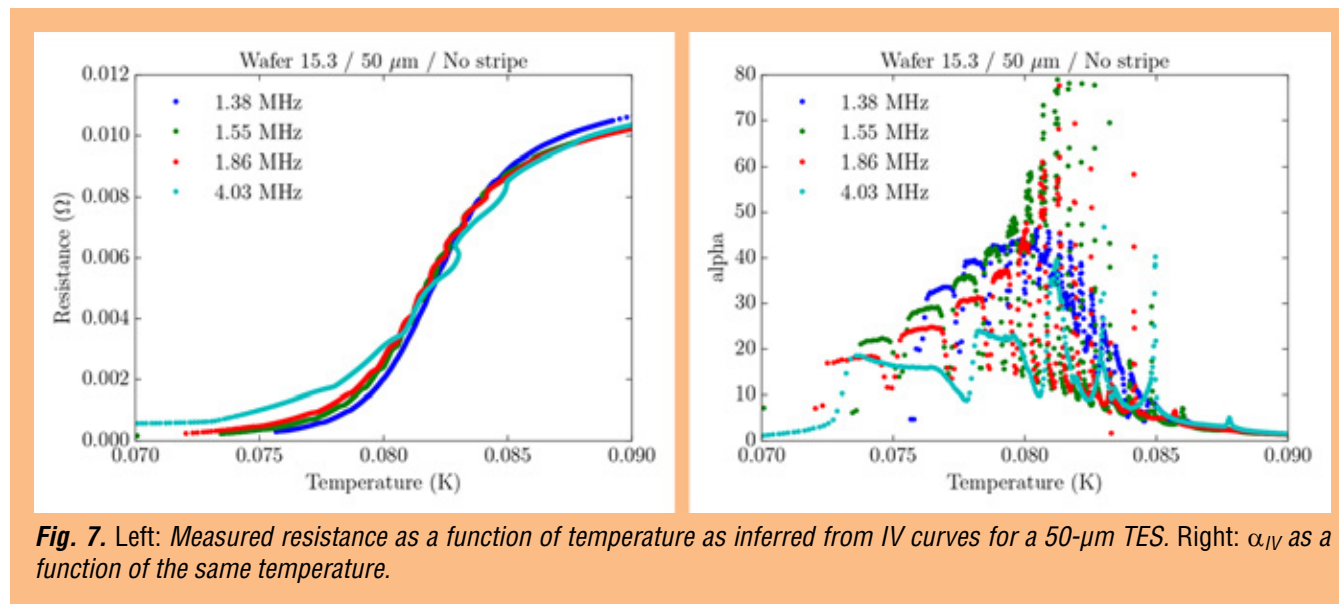 Wafer 15.3 / 50 μm / No stripe
0.012
0.010
0.008
0.006
0.004
0.002
0.000
Resistance (Ω)
1.38 MHz
1.55 MHz
1.86 MHz
4.03 MHz
0.070
0.075
0.080
0.085
0.090
Temperature (K)
Wafer 15.3 / 50 μm / No stripe
80
70
60
50
40
30
20
10
0
alpha
1.38 MHz
1.55 MHz
1.86 MHz
4.03 MHz
0.070
0.075
0.080
0.085
0.090
Temperature (K)
Fig. 7. Left: Measured resistance as a function of temperature as inferred from IV curves for a 50-μm TES. Right: αIV as a
function of the same temperature.